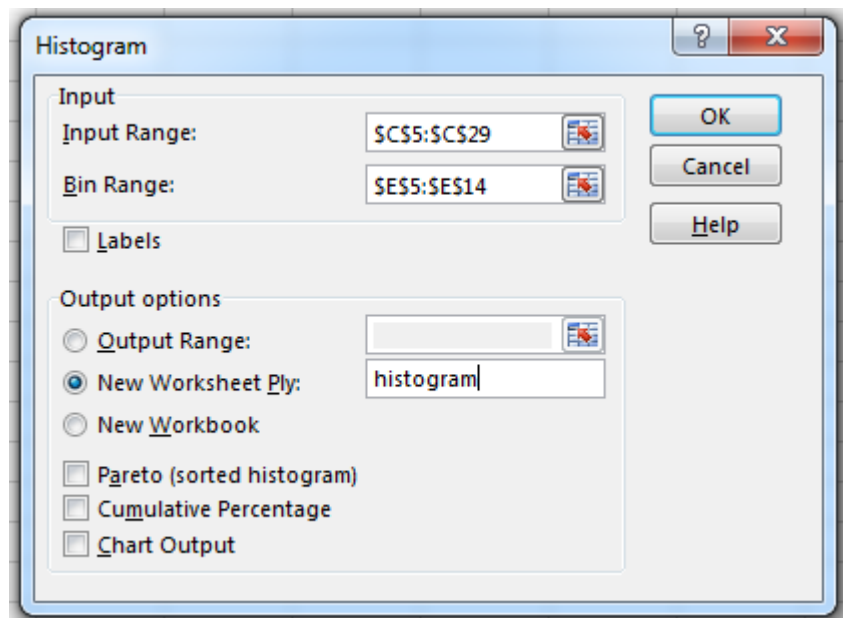 Histogram
Input
Input Range: $C$5:$C$29
Bin Range: $E$5:$E$14
Labels
Output options
Output Range:
New Worksheet Ply: histogram
New Workbook
Pareto (sorted histogram)
Cumulative Percentage
Chart Output
?
X
OK
Cancel
Help